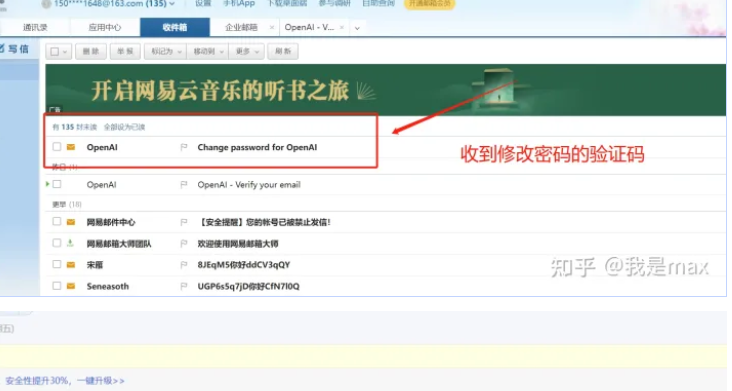 150****1648@163.com (135) 设置 手机App 下载桌面端 参与调研 自助查询 开通邮箱会员
通讯录 应用中心 收件箱 企业邮箱 × OpenAI - V... ×
写信 删除 举报 标记为 移动到 更多 刷新
开启网易云音乐的听书之旅
广告
有 135 封未读 全部设为已读
OpenAI Change password for OpenAI
收到修改密码的验证码
OpenAI OpenAI - Verify your email
更早 (18)
网易邮件中心 【安全提醒】您的帐号已被禁止发信!
网易邮箱大师团队 欢迎使用网易邮箱大师
宋雁 8JEqM5你好ddCV3qQY
Seneasoth UGP6s5q7jD你好CfN7l0Q
知乎 @我是max
安全性提升30%，一键升级>>